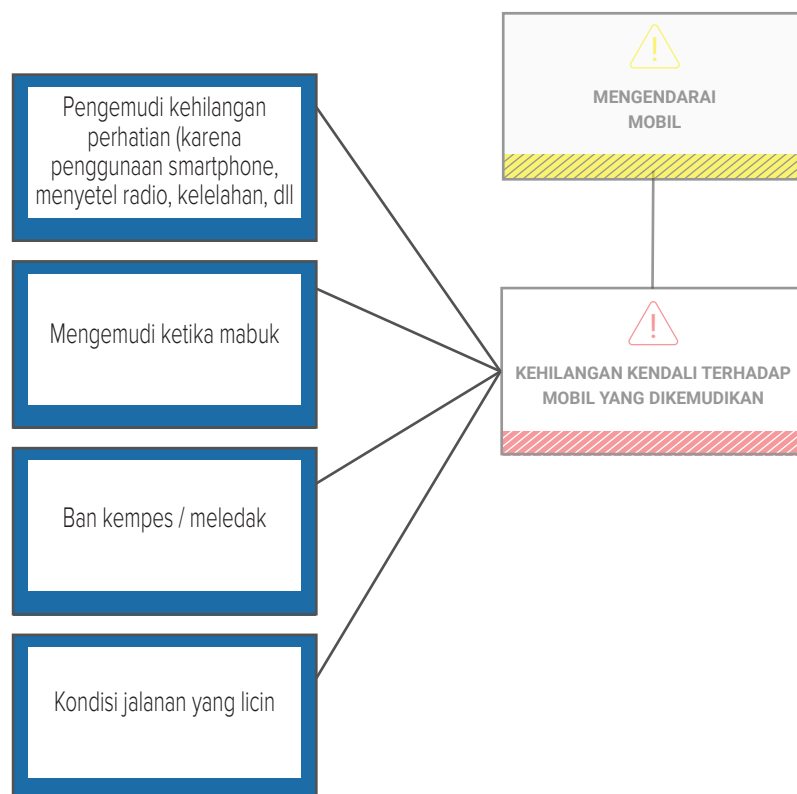 Pengemudi kehilangan
perhatian (karena
penggunaan smartphone,
menyetel radio, kelelahan, dll
Mengemudi ketika mabuk
Ban kempes / meledak
Kondisi jalanan yang licin
MENGENDARAI
MOBIL
KEHILANGAN KENDALI TERHADAP
MOBIL YANG DIKEMUDIKAN